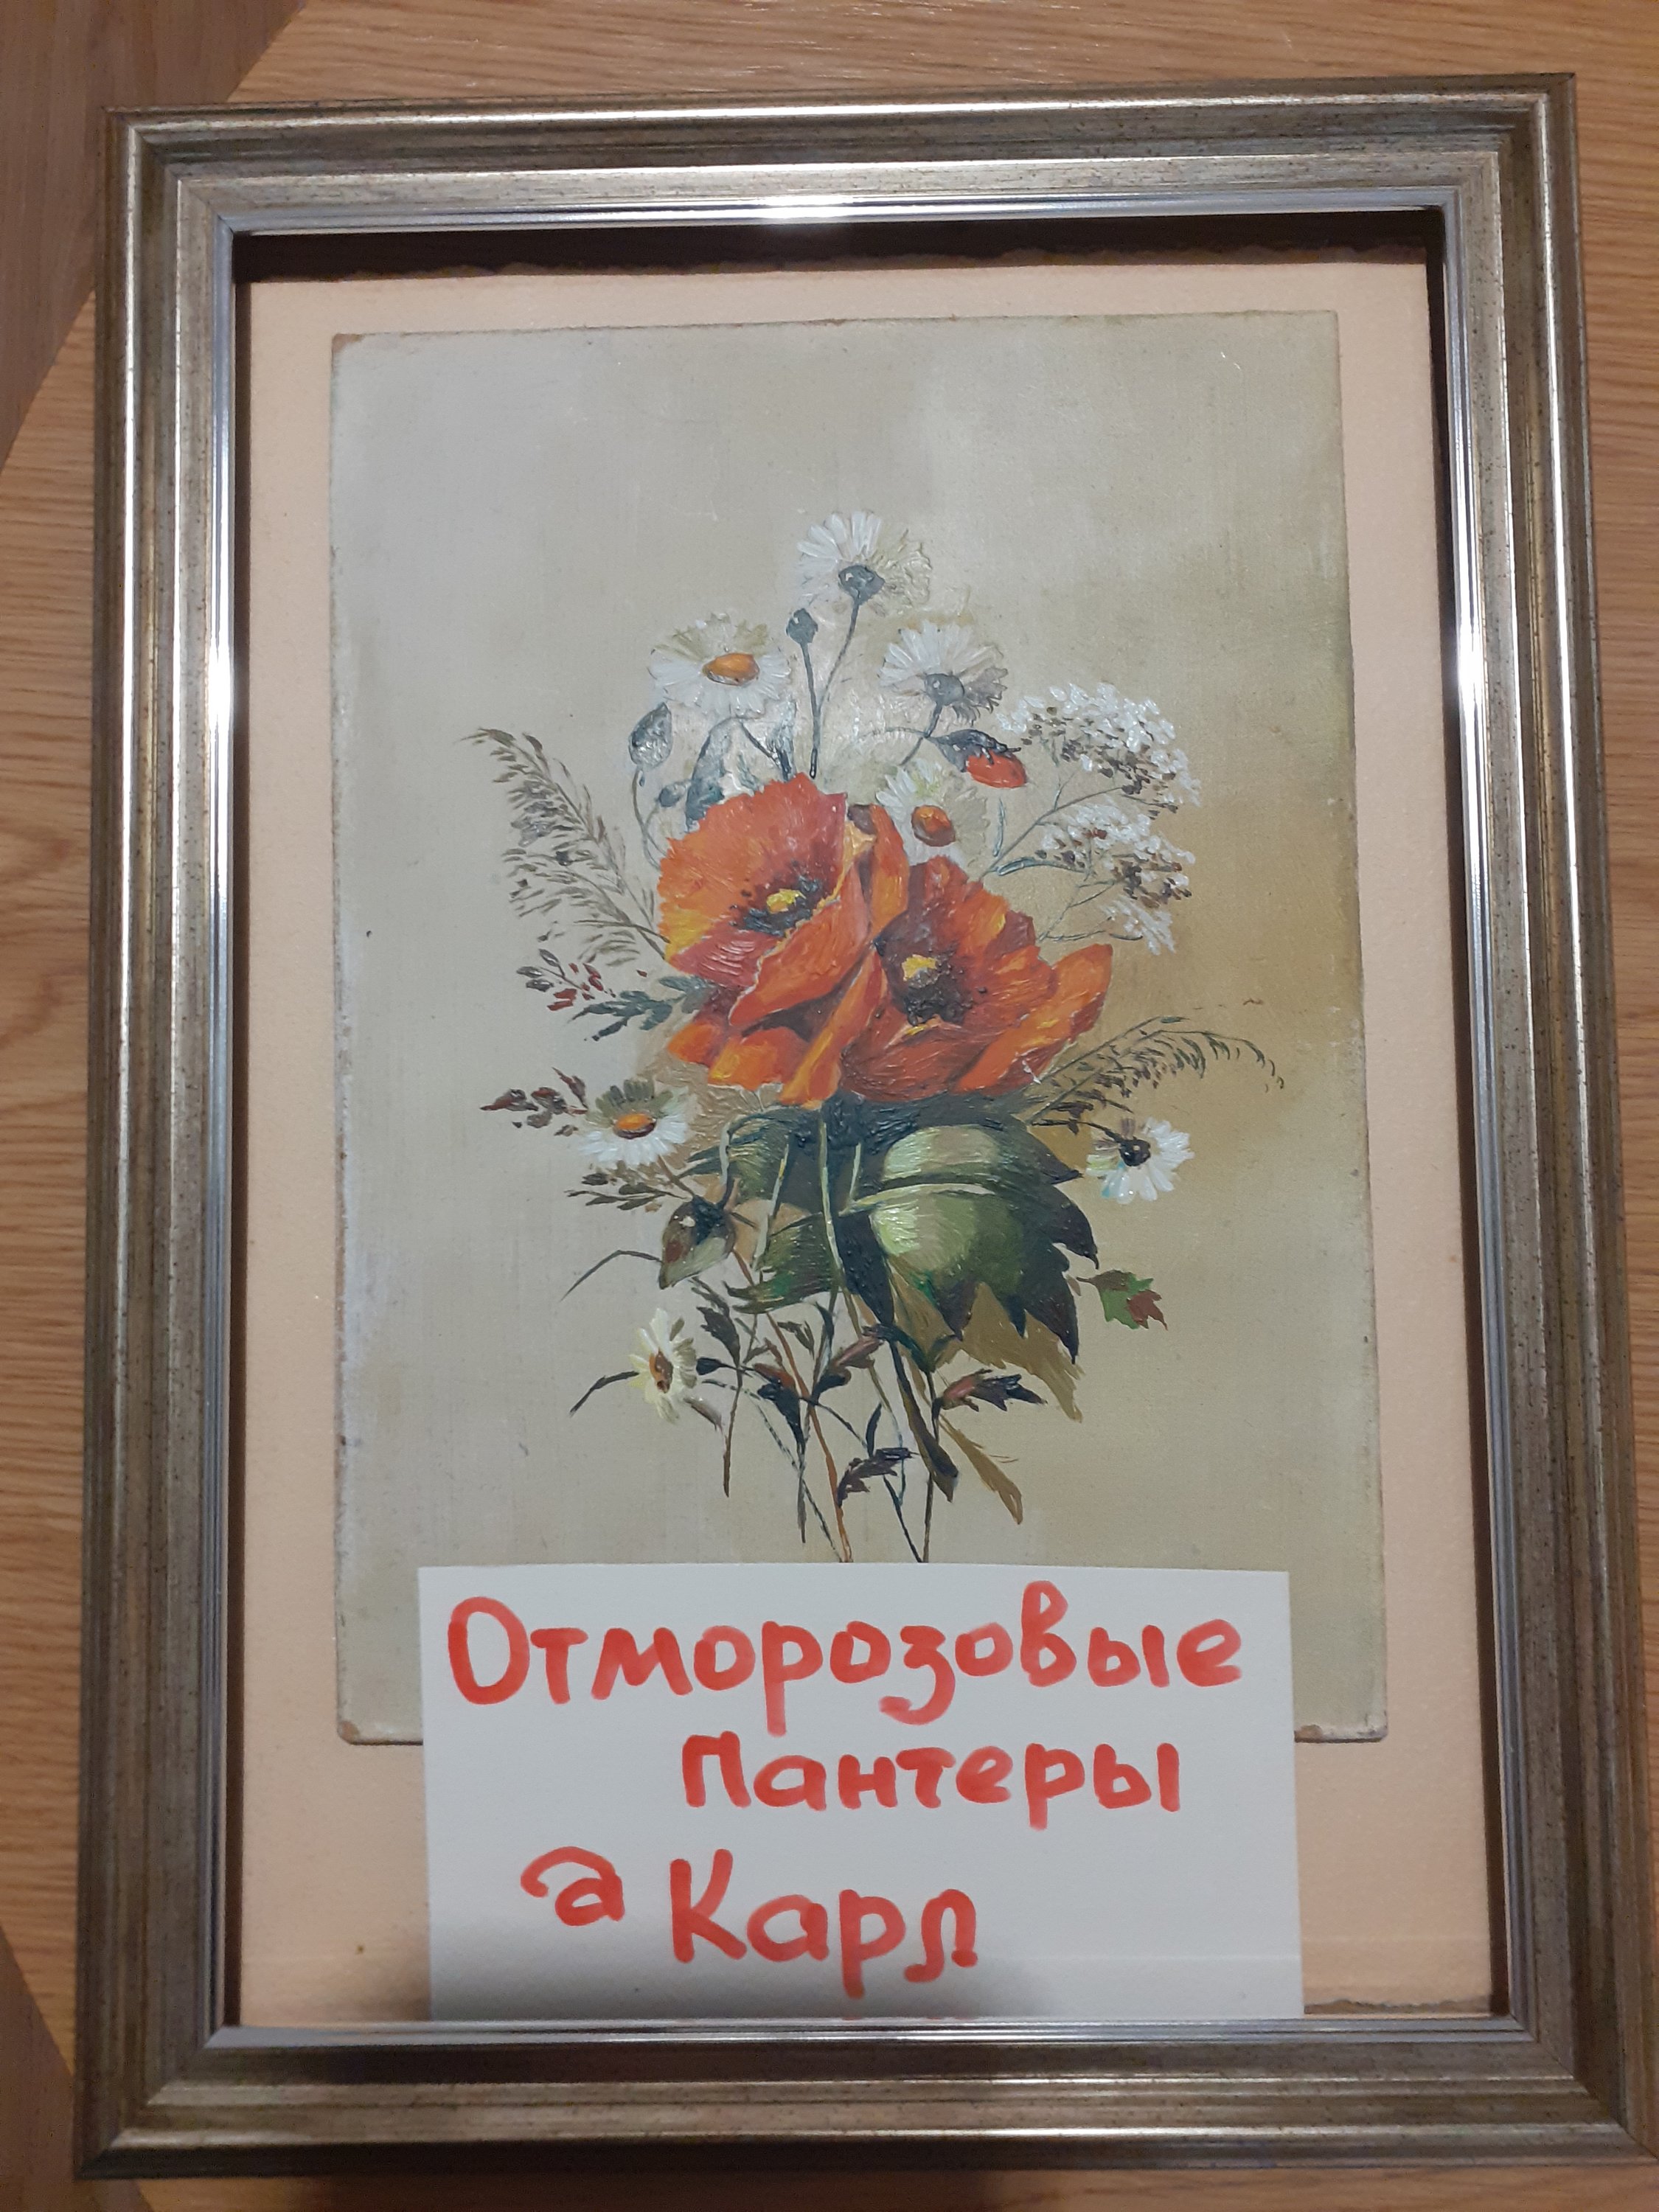 Отморозовые
пантеры
а Карл